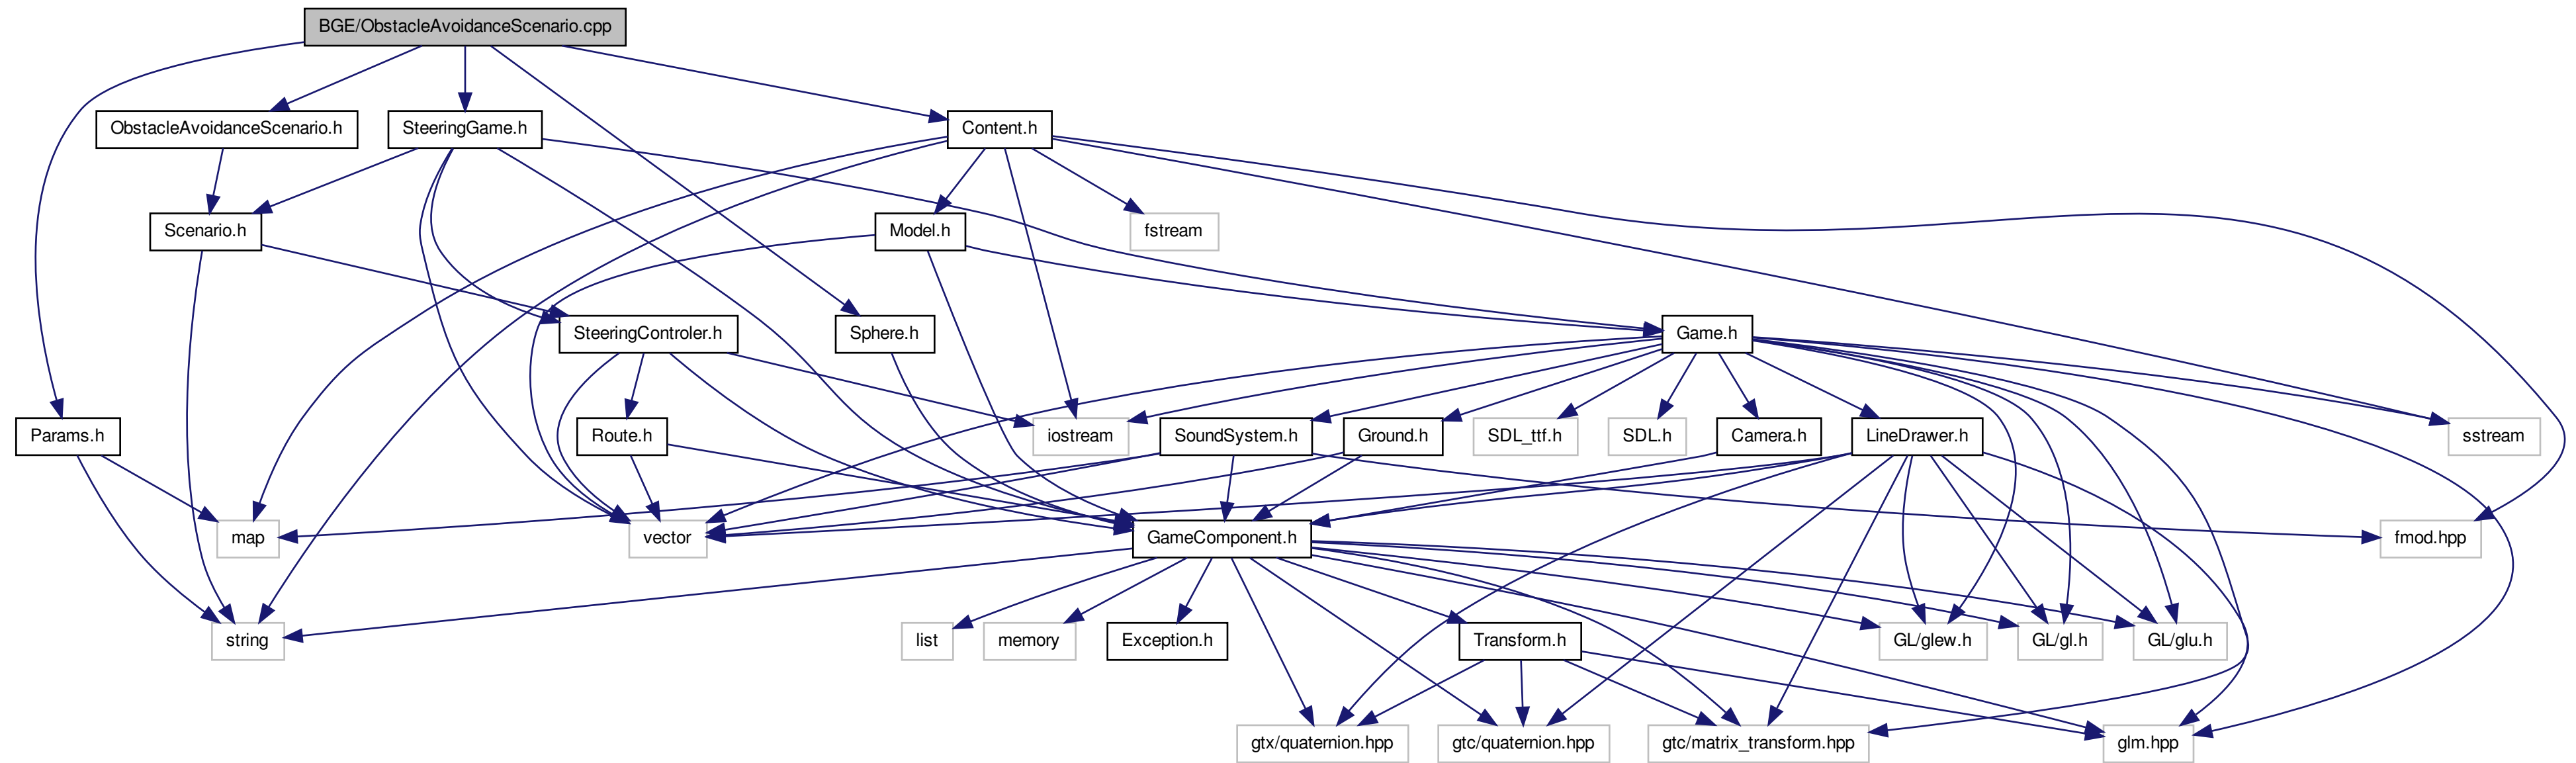 BGE/ObstacleAvoidanceScenario.cpp
ObstacleAvoidanceScenario.h
SteeringGame.h
Content.h
Scenario.h
Model.h
fstream
SteeringControler.h
Sphere.h
Game.h
Params.h
Route.h
iostream
SoundSystem.h
Ground.h
SDL_ttf.h
SDL.h
Camera.h
LineDrawer.h
sstream
map
vector
GameComponent.h
fmod.hpp
string
list
memory
Exception.h
Transform.h
GL/glew.h
GL/gl.h
GL/glu.h
gtx/quaternion.hpp
gtc/quaternion.hpp
gtc/matrix_transform.hpp
glm.hpp